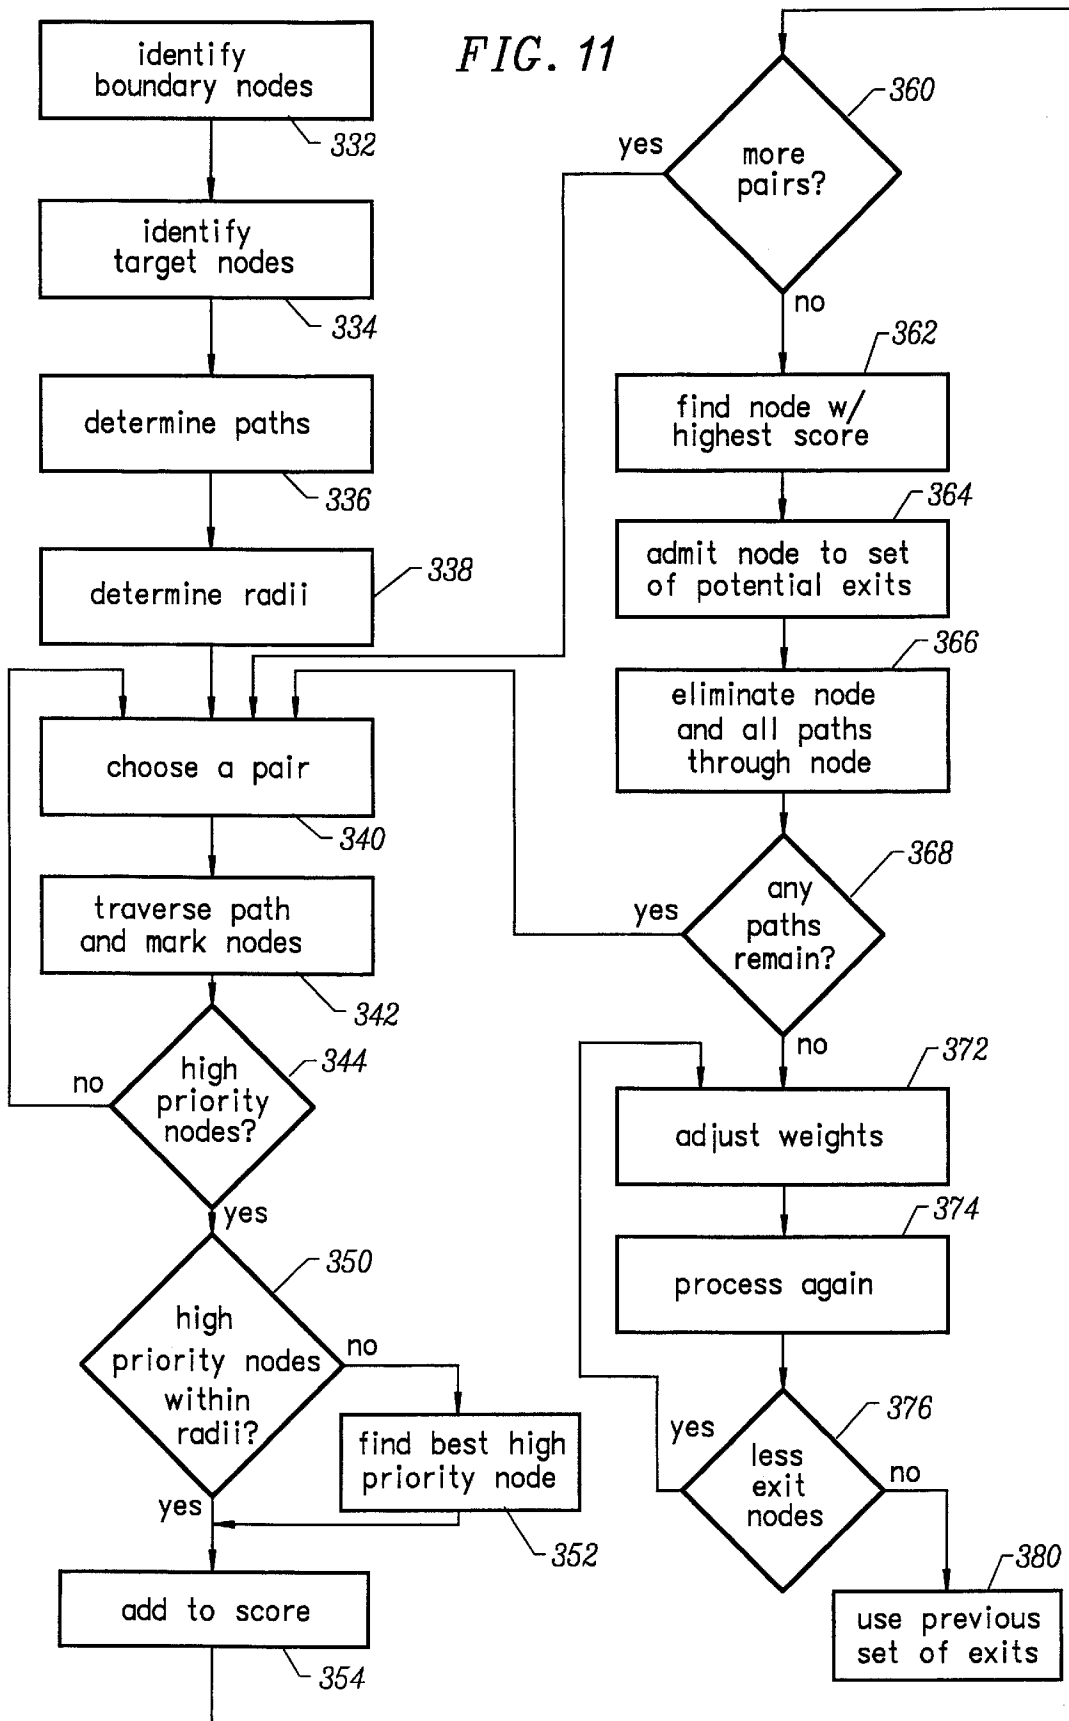 FIG. 11
identify
boundary nodes
332
identify
target nodes
334
determine paths
336
determine radii
338
choose a pair
340
traverse path
and mark nodes
342
high
priority
nodes?
344
no
yes
high
priority nodes
within
radii?
350
no
yes
find best high
priority node
352
add to score
354
more
pairs?
360
yes
no
find node w/
highest score
362
admit node to set
of potential exits
364
eliminate node
and all paths
through node
366
any
paths
remain?
368
yes
no
adjust weights
372
process again
374
less
exit
nodes
376
yes
no
use previous
set of exits
380